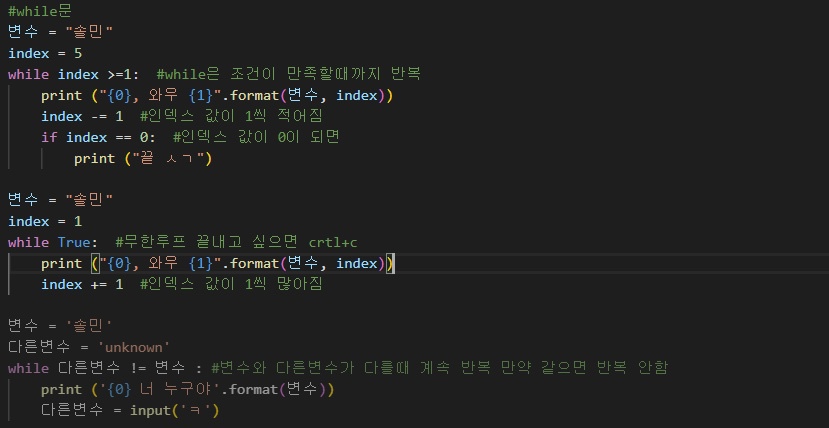 #while문
변수 = "솔민"
index = 5
while index >=1:  #while은 조건이 만족할때까지 반복
    print ("{0}, 와우 {1}".format(변수, index))
    index -= 1  #인덱스 값이 1씩 적어짐
    if index == 0:  #인덱스 값이 0이 되면
        print ("끝 ㅅㄱ")
변수 = "솔민"
index = 1
while True:  #무한루프 끝내고 싶으면 crtl+c
    print ("{0}, 와우 {1}".format(변수, index))
    index += 1  #인덱스 값이 1씩 많아짐
변수 = '솔민'
다른변수 = 'unknown'
while 다른변수 != 변수 : #변수와 다른변수가 다를때 계속 반복 만약 같으면 반복 안함
    print ('{0} 너 누구야'.format(변수))
    다른변수 = input('ㅋ')